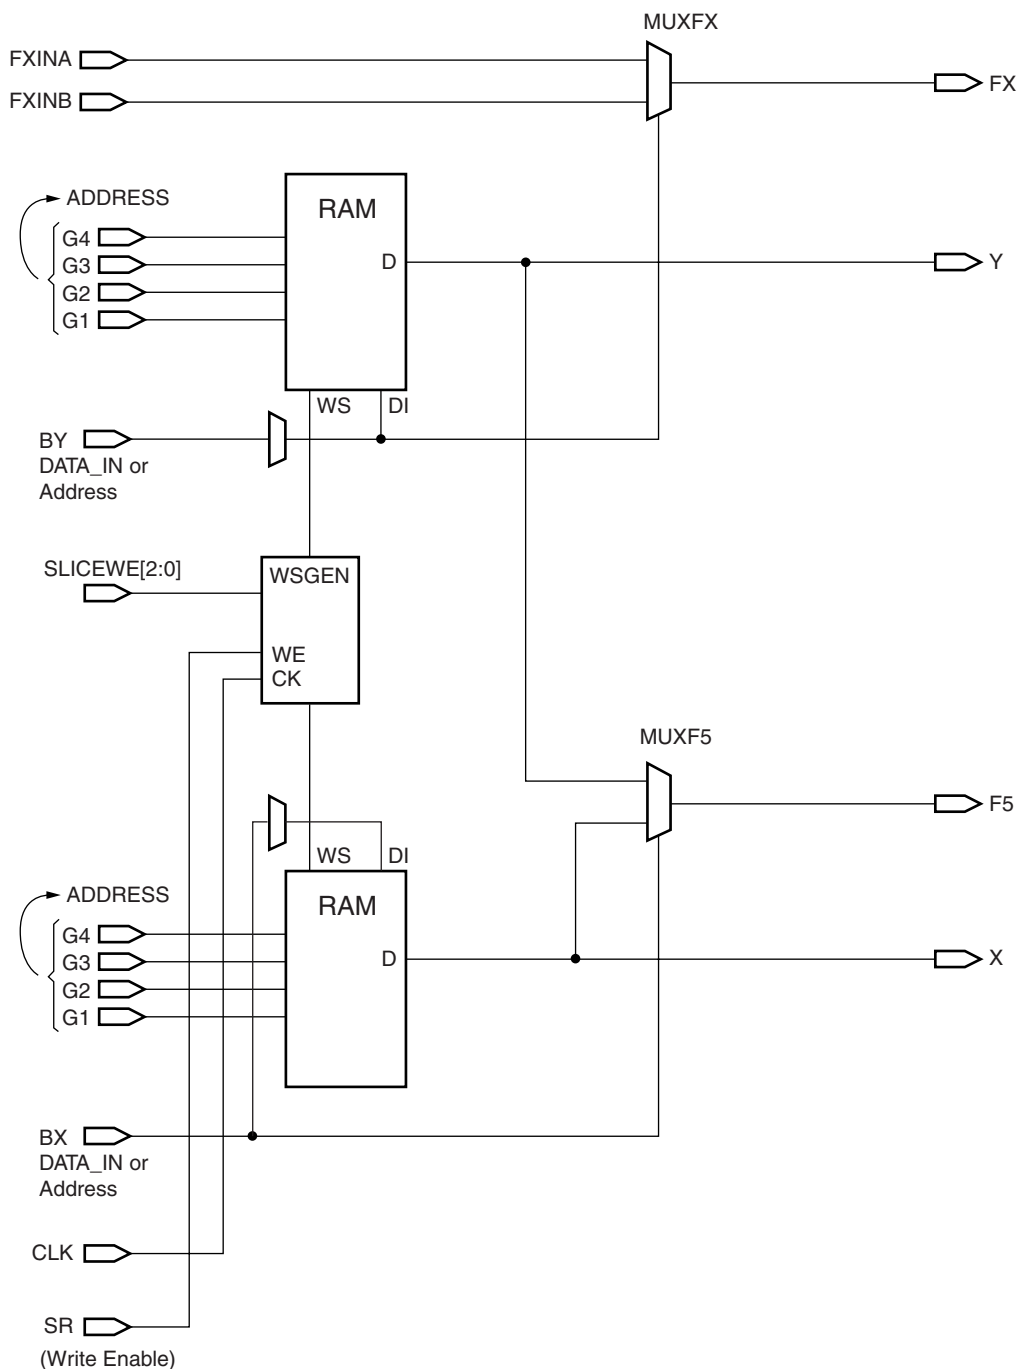 MUXFX
FXINA
FX
FXINB
ADDRESS
RAM
G4
G3
D
Y
G2
G1
WS
DI
BY
DATA_IN or
Address
SLICEWE[2:0]
WSGEN
WE
CK
MUXF5
F5
WS
DI
ADDRESS
RAM
G4
G3
D
X
G2
G1
BX
DATA_IN or
Address
CLK
SR
(Write Enable)